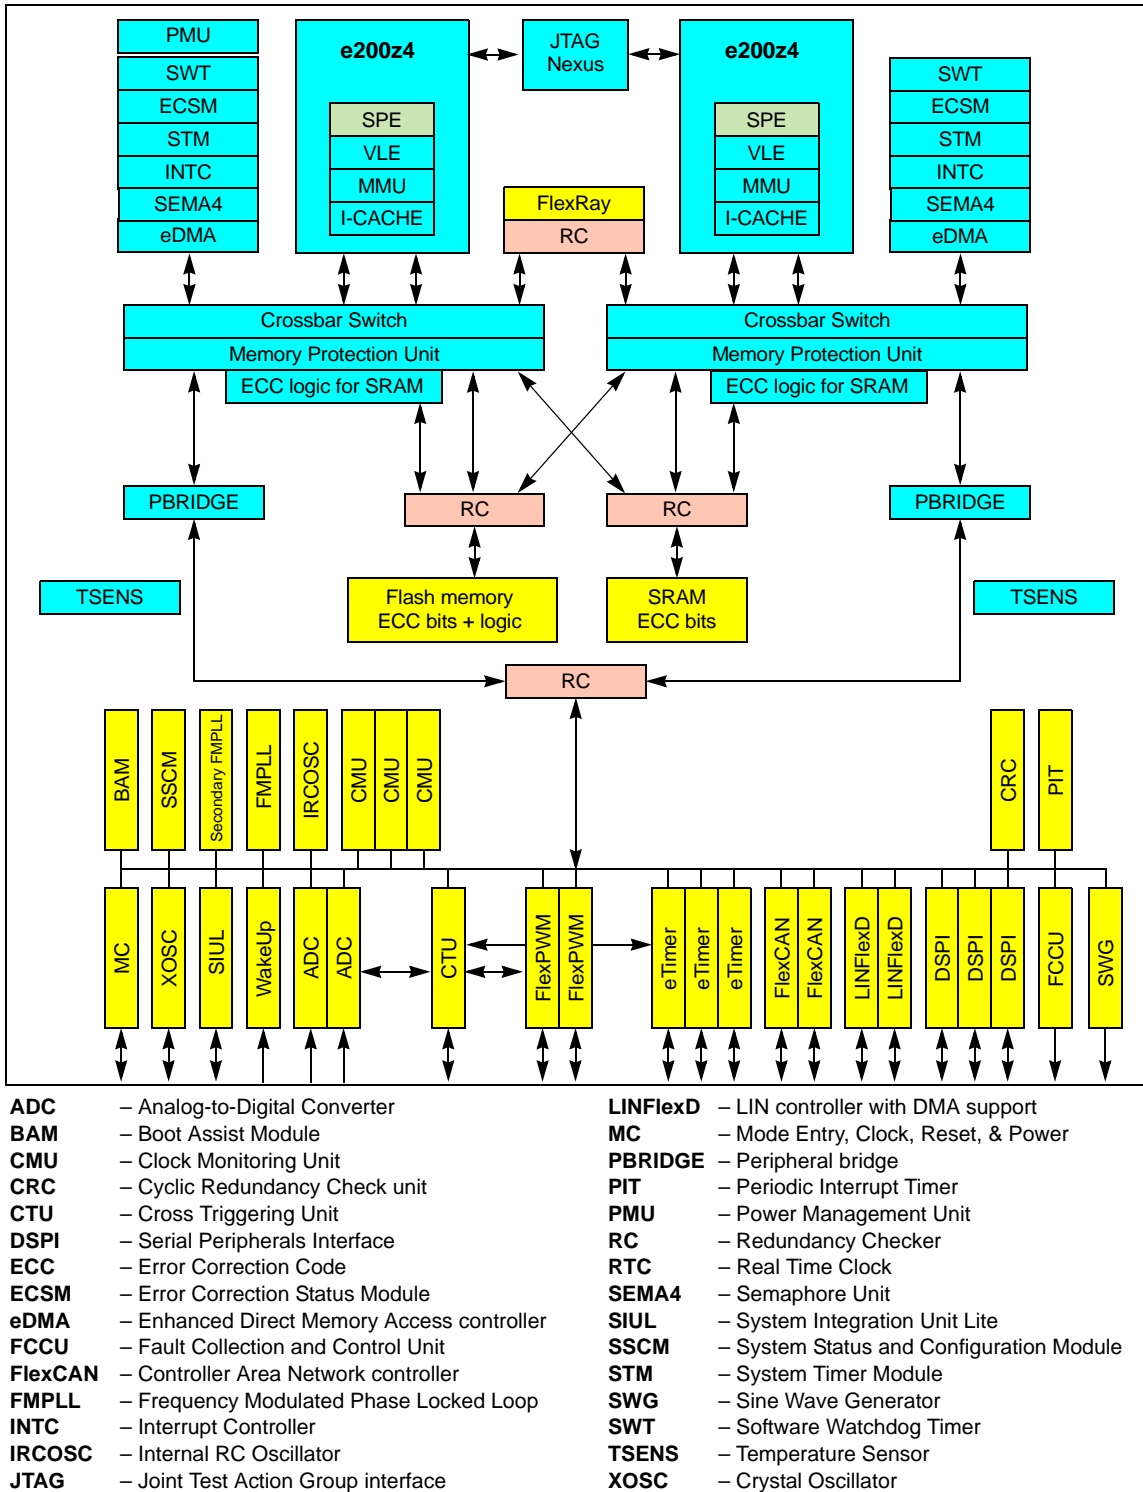 PMU
SWT
ECSM
STM
INTC
SEMA4
eDMA
e200z4
SPE
VLE
MMU
I-CACHE
JTAG
Nexus
FlexRay
RC
e200z4
SPE
VLE
MMU
I-CACHE
SWT
ECSM
STM
INTC
SEMA4
eDMA
Crossbar Switch
Memory Protection Unit
ECC logic for SRAM
Crossbar Switch
Memory Protection Unit
ECC logic for SRAM
PBRIDGE
RC
RC
PBRIDGE
TSENS
Flash memory
ECC bits + logic
SRAM
ECC bits
TSENS
RC
BAM
SSCM
Secondary FMPLL
FMPLL
IRCOSC
CMU
CMU
CMU
CRC
PIT
MC
XOSC
SIUL
WakeUp
ADC
ADC
CTU
FlexPWM
FlexPWM
eTimer
eTimer
eTimer
FlexCAN
FlexCAN
LINFlexD
LINFlexD
DSPI
DSPI
DSPI
FCCU
SWG
ADC – Analog-to-Digital Converter
BAM – Boot Assist Module
CMU – Clock Monitoring Unit
CRC – Cyclic Redundancy Check unit
CTU – Cross Triggering Unit
DSPI – Serial Peripherals Interface
ECC – Error Correction Code
ECSM – Error Correction Status Module
eDMA – Enhanced Direct Memory Access controller
FCCU – Fault Collection and Control Unit
FlexCAN – Controller Area Network controller
FMPLL – Frequency Modulated Phase Locked Loop
INTC – Interrupt Controller
IRCOSC – Internal RC Oscillator
JTAG – Joint Test Action Group interface
LINFlexD – LIN controller with DMA support
MC – Mode Entry, Clock, Reset, & Power
PBRIDGE – Peripheral bridge
PIT – Periodic Interrupt Timer
PMU – Power Management Unit
RC – Redundancy Checker
RTC – Real Time Clock
SEMA4 – Semaphore Unit
SIUL – System Integration Unit Lite
SSCM – System Status and Configuration Module
STM – System Timer Module
SWG – Sine Wave Generator
SWT – Software Watchdog Timer
TSENS – Temperature Sensor
XOSC – Crystal Oscillator